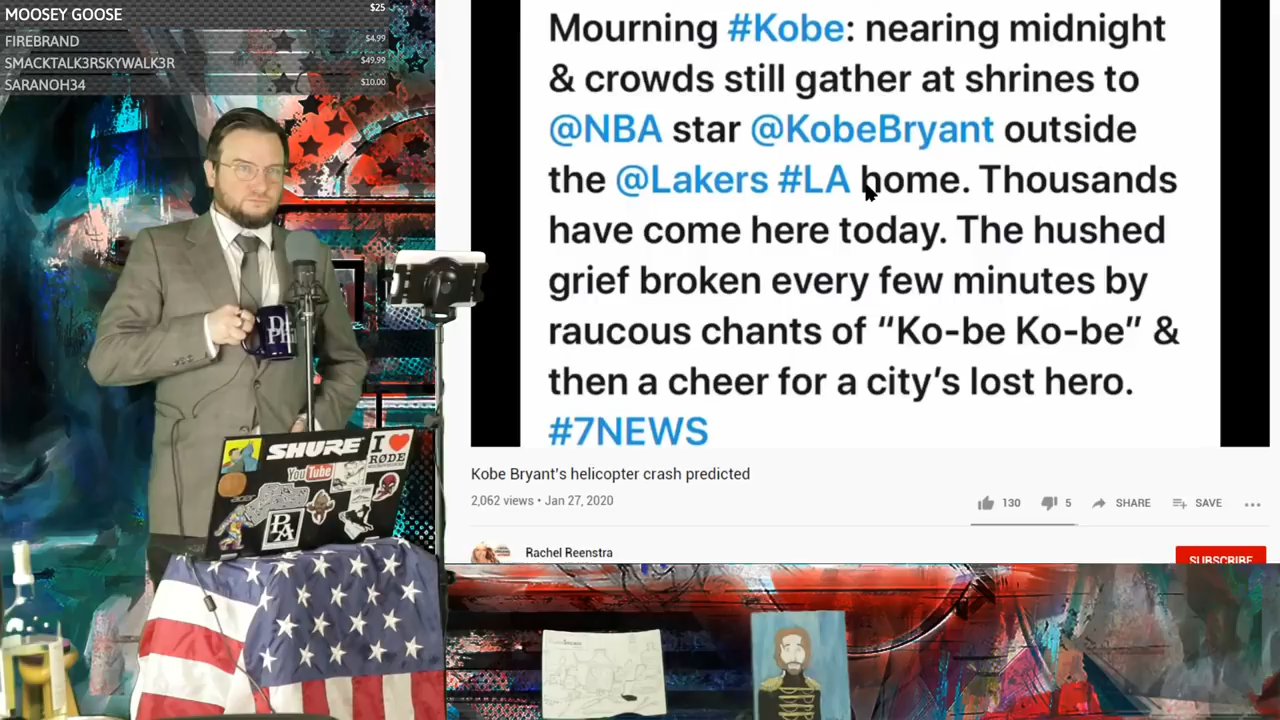 MOOSEY GOOSE $25
FIREBRAND $4.99
SMACKTALK3RSKYWALK3R $49.99
SARANOH34 $10.00
Mourning #Kobe: nearing midnight
& crowds still gather at shrines to
@NBA star @KobeBryant outside
the @Lakers #LA home. Thousands
have come here today. The hushed
grief broken every few minutes by
raucous chants of “Ko-be Ko-be” &
then a cheer for a city’s lost hero.
#7NEWS
Kobe Bryant's helicopter crash predicted
2,062 views • Jan 27, 2020
130 5 SHARE SAVE
Rachel Reenstra
SUBSCRIBE
SHURE
I
RØDE
YouTube